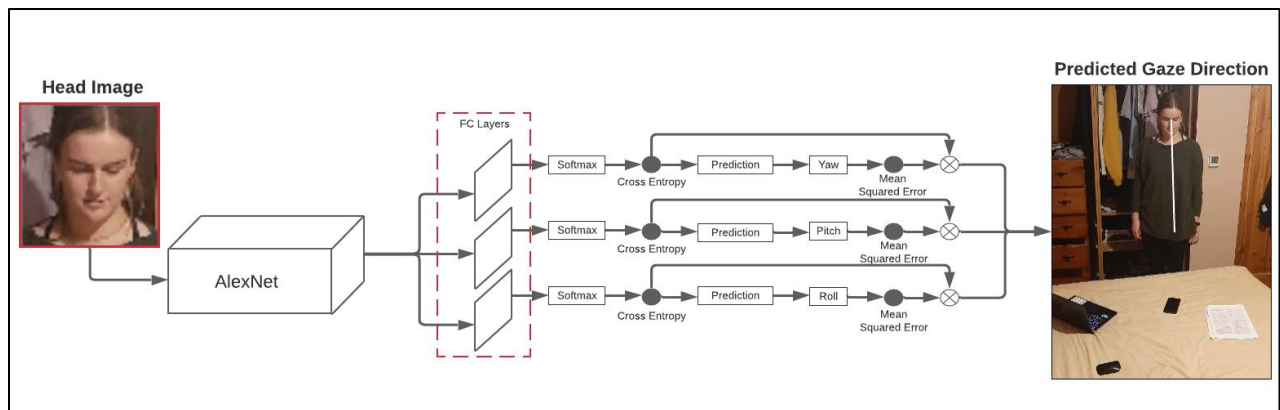 Head Image
Predicted Gaze Direction
AlexNet
FC Layers
Softmax
Cross Entropy
Prediction
Yaw
Mean
Squared Error
Softmax
Cross Entropy
Prediction
Pitch
Mean
Squared Error
Softmax
Cross Entropy
Prediction
Roll
Mean
Squared Error